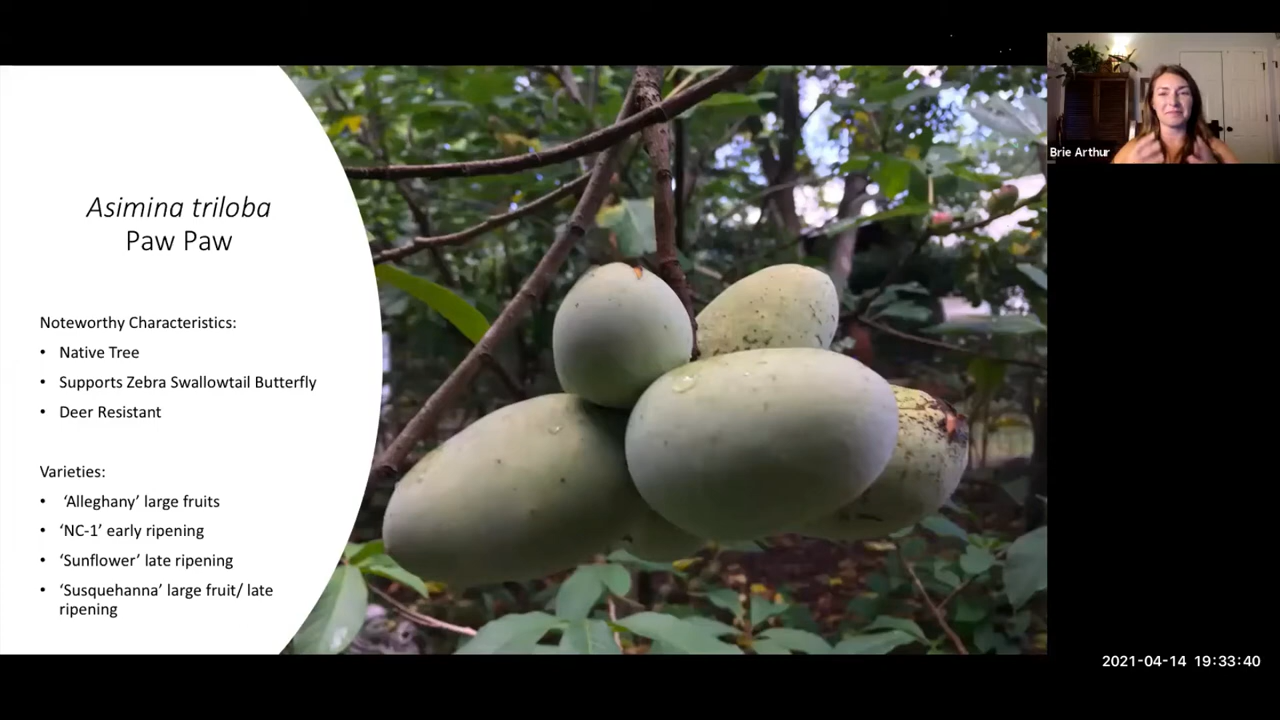 Asimina triloba
Paw Paw
Noteworthy Characteristics:
• Native Tree
• Supports Zebra Swallowtail Butterfly
• Deer Resistant
Varieties:
• ‘Alleghany’ large fruits
• ‘NC-1’ early ripening
• ‘Sunflower’ late ripening
• ‘Susquehanna’ large fruit/ late
ripening
Brie Arthur
2021-04-14 19:33:40